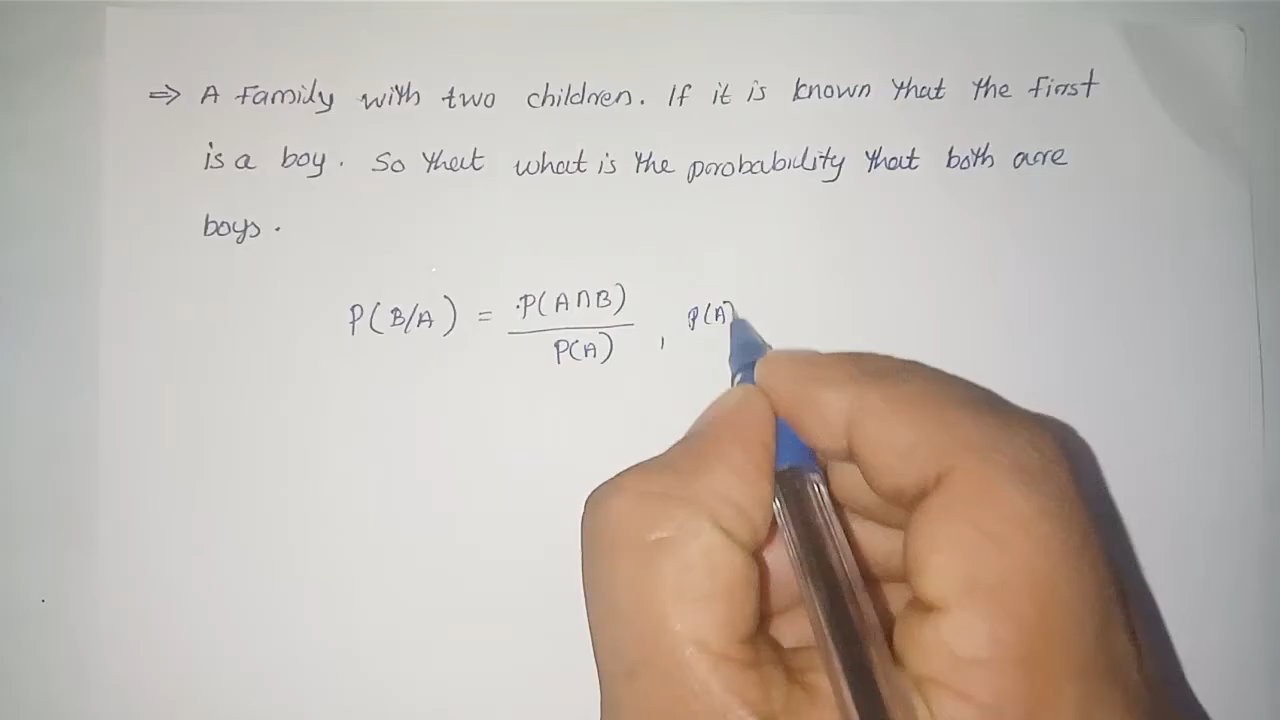 ⇒ A family with two children. If it is known that the first
is a boy. So that what is the probability that both are
boys.
P(B/A) = P(A∩B) / P(A) , P(A)